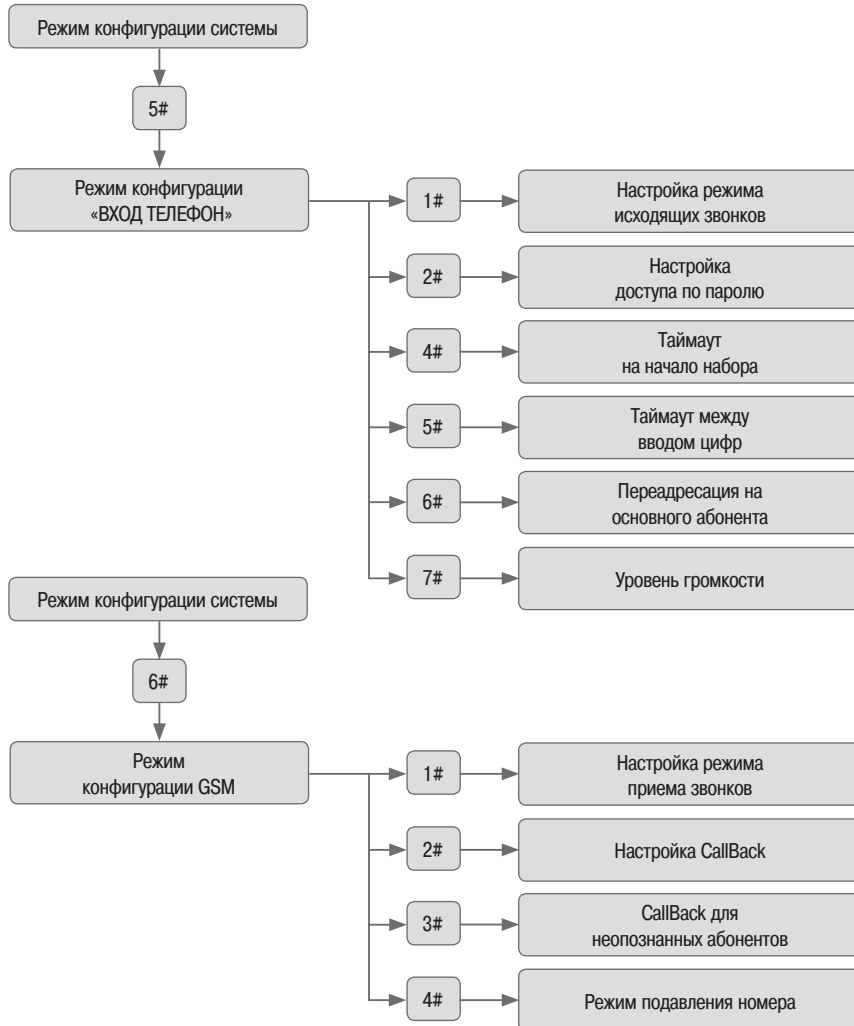 Режим конфигурации системы
5#
Режим конфигурации
«ВХОД ТЕЛЕФОН»
1#
Настройка режима
исходящих звонков
2#
Настройка
доступа по паролю
4#
Таймаут
на начало набора
5#
Таймаут между
вводом цифр
6#
Переадресация на
основного абонента
7#
Уровень громкости
Режим конфигурации системы
6#
Режим
конфигурации GSM
1#
Настройка режима
приема звонков
2#
Настройка CallBack
3#
CallBack для
неопознанных абонентов
4#
Режим подавления номера